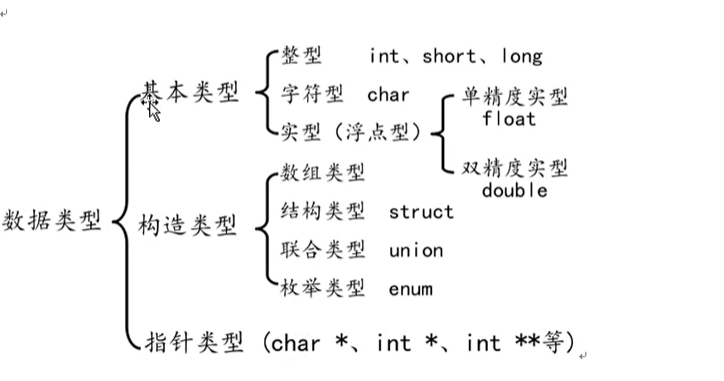 整型 int、short、long
基本类型
字符型 char
单精度实型
float
实型（浮点型）
双精度实型
double
数组类型
数据类型
构造类型
结构类型 struct
联合类型 union
枚举类型 enum
指针类型（char *、int *、int **等）